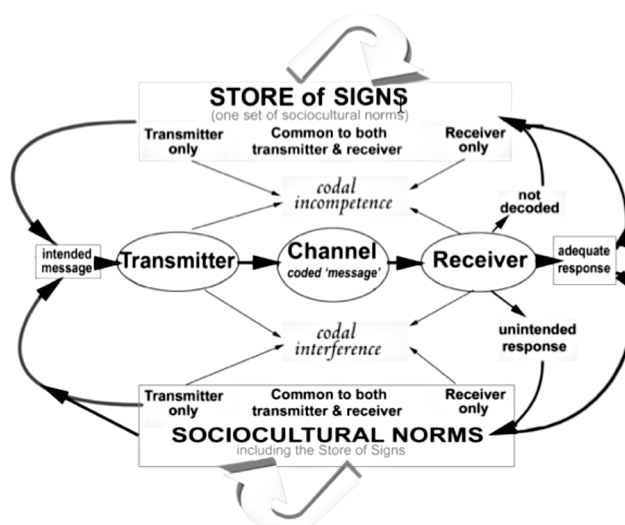 STORE of SIGNS
(one set of sociocultural norms)
Transmitter
only
Common to both
transmitter & receiver
Receiver
only
codal
incompetence
not
decoded
intended
message
Transmitter
Channel
coded 'message'
Receiver
adequate
response
codal
interference
unintended
response
Transmitter
only
Common to both
transmitter & receiver
Receiver
only
SOCIOCULTURAL NORMS
including the Store of Signs